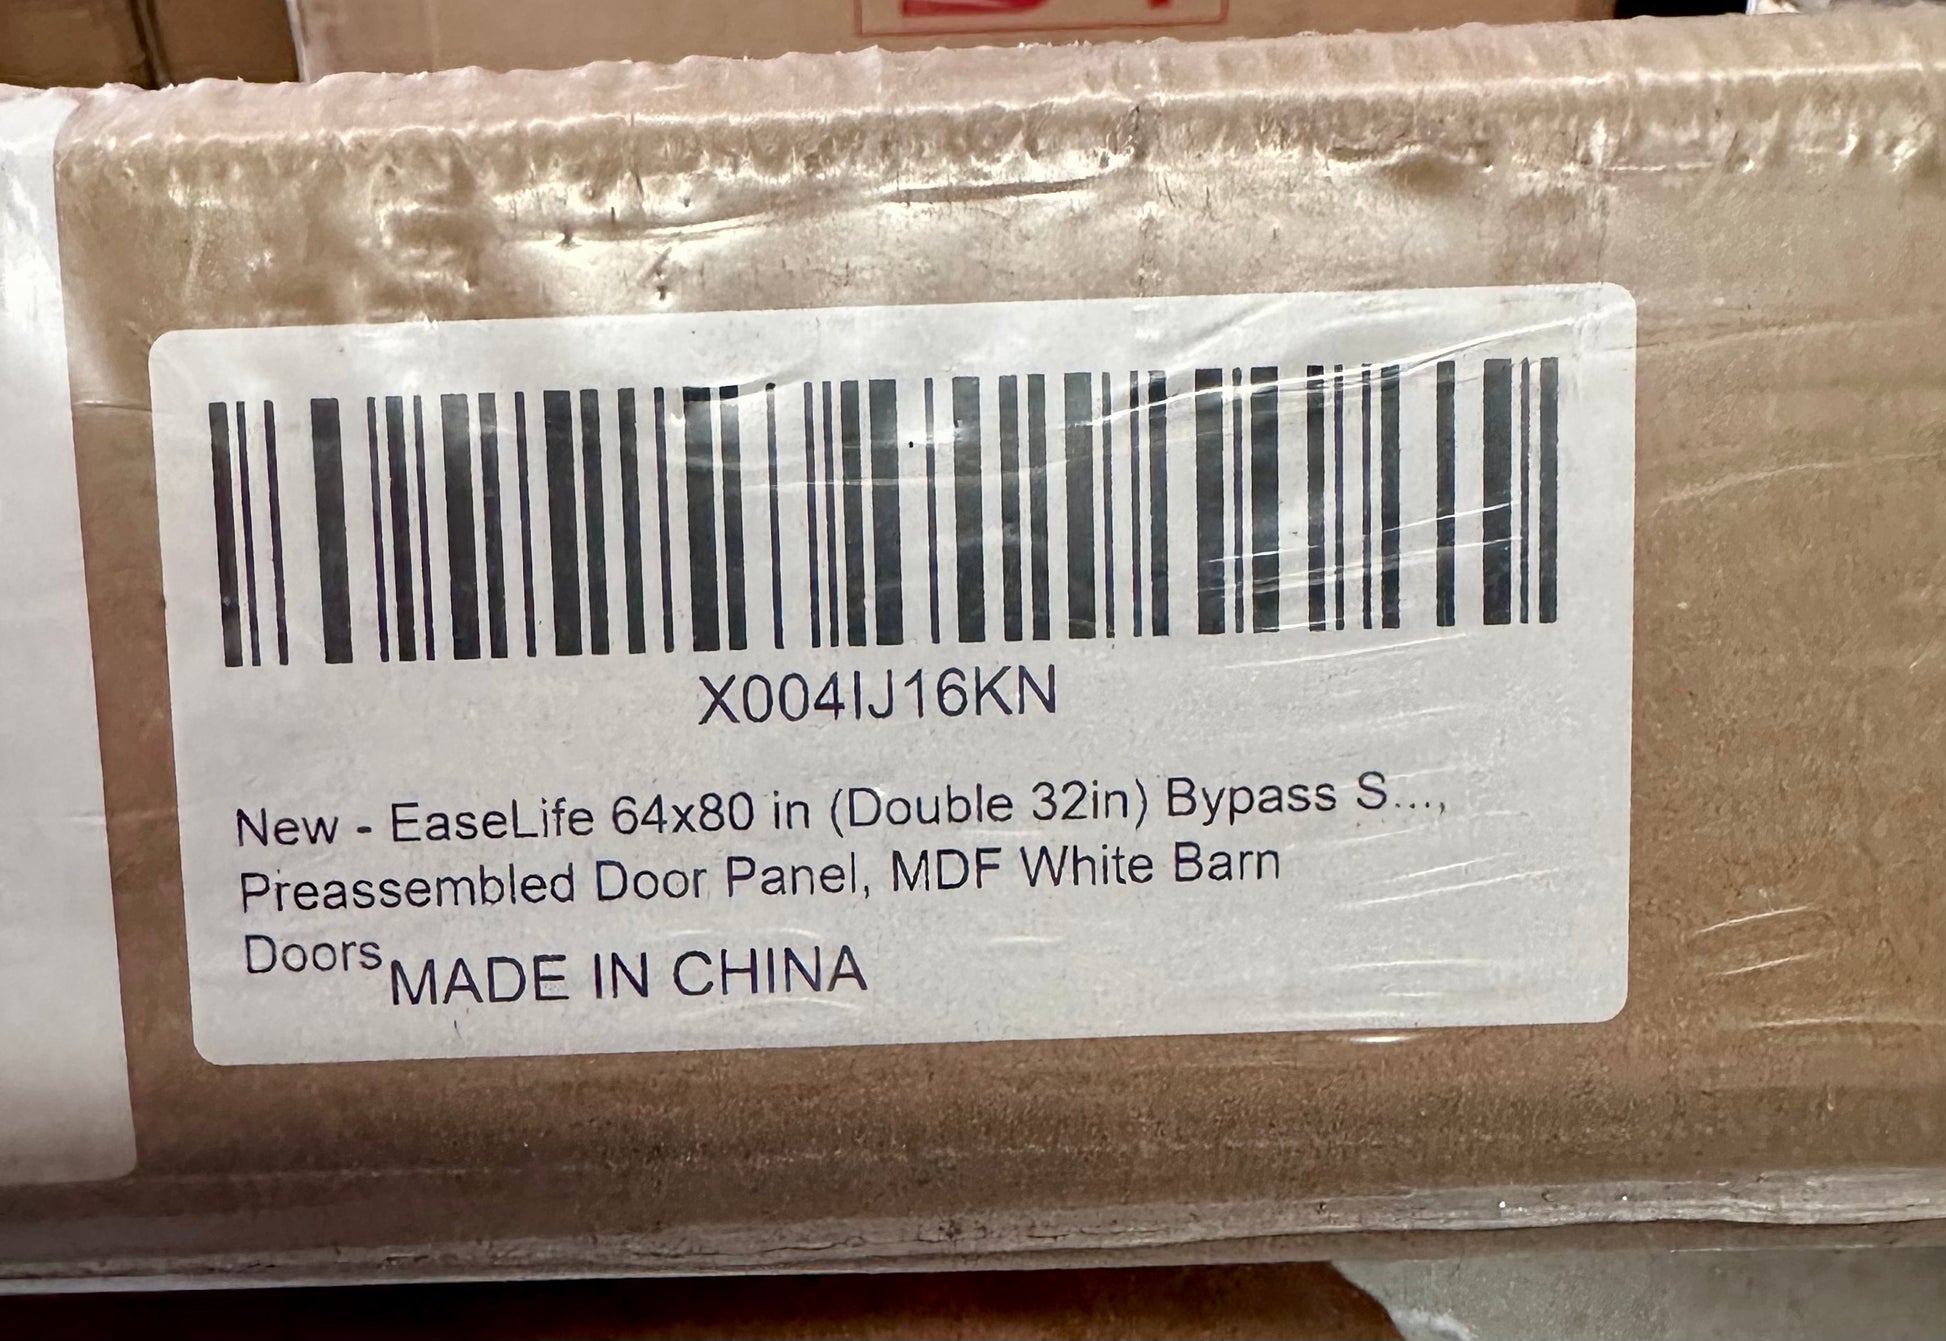 X004IJ16KN
New - EaseLife 64x80 in (Double 32in) Bypass S...,
Preassembled Door Panel, MDF White Barn
Doors
MADE IN CHINA